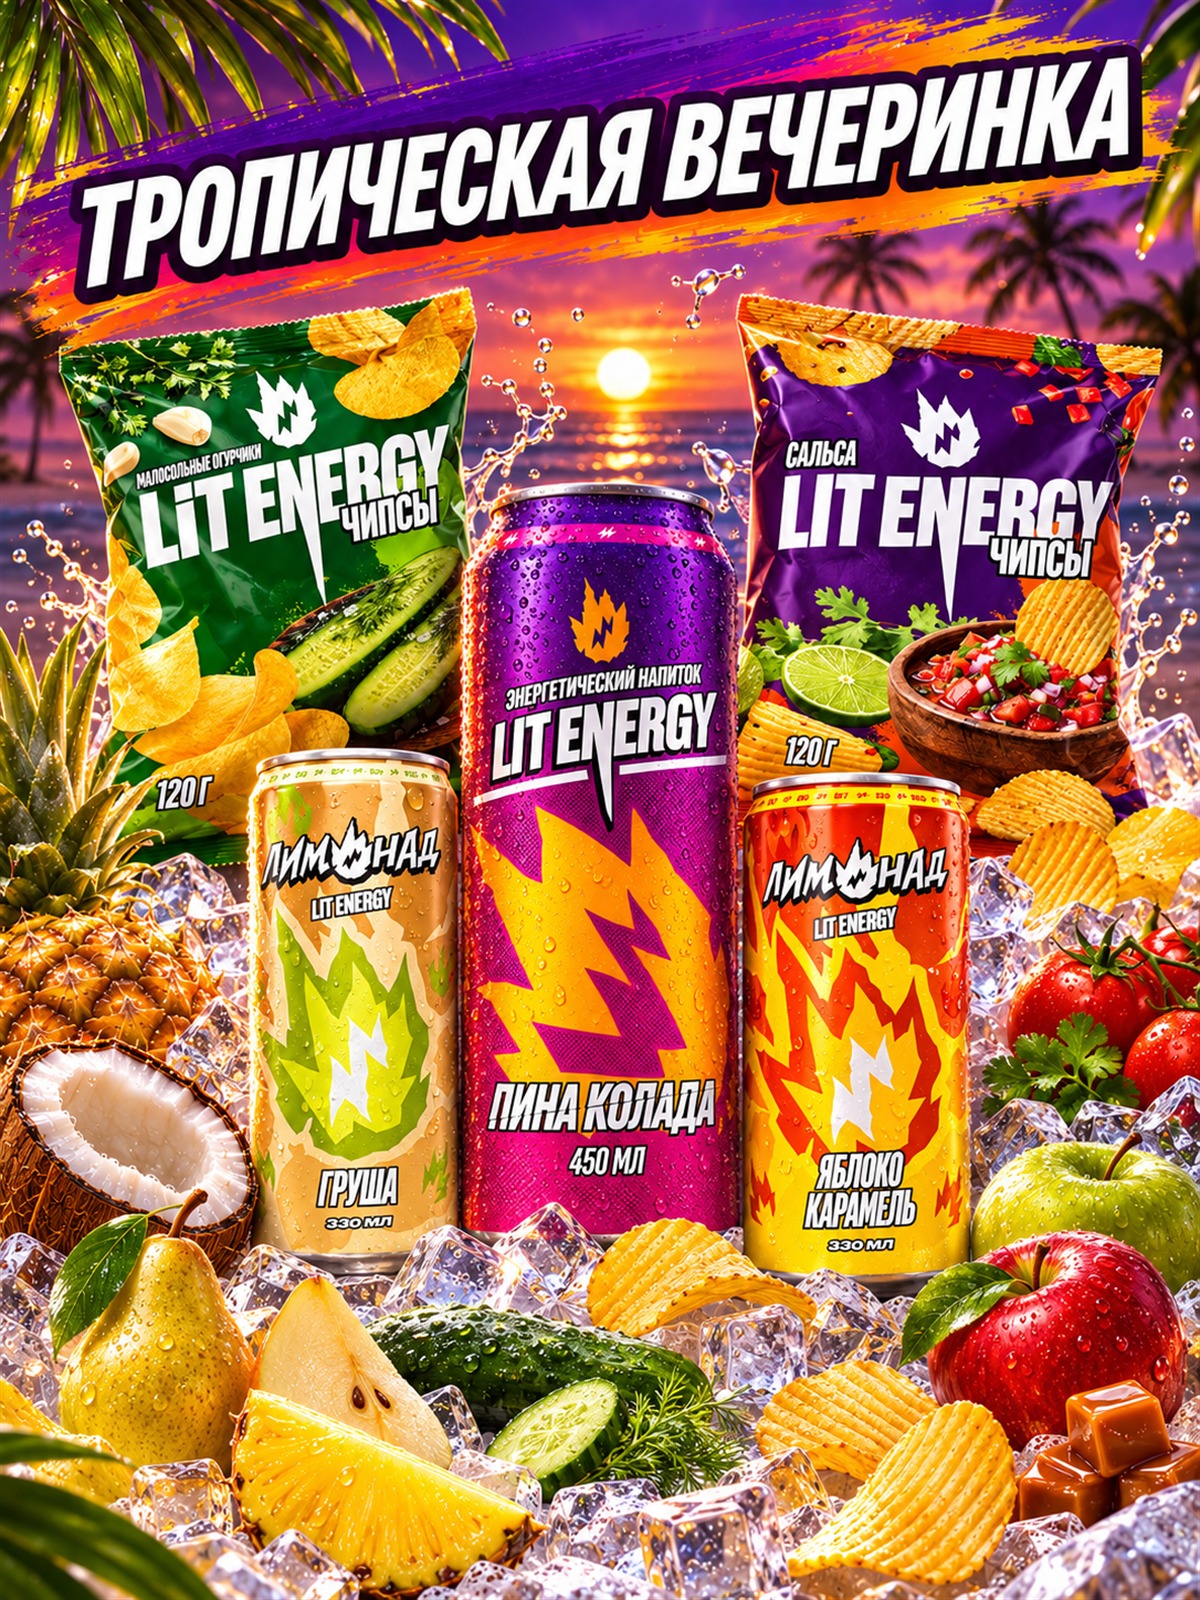 ТРОПИЧЕСКАЯ ВЕЧЕРИНКА
МАЛОСОЛЬНЫЕ ОГУРЧИКИ
LIT ENERGY
ЧИПСЫ
120 Г
САЛЬСА
LIT ENERGY
ЧИПСЫ
120 Г
ЭНЕРГЕТИЧЕСКИЙ НАПИТОК
LIT ENERGY
ПИНА КОЛАДА
450 МЛ
ЛИМОНАД
LIT ENERGY
ГРУША
330 МЛ
ЛИМОНАД
LIT ENERGY
ЯБЛОКО
КАРАМЕЛЬ
330 МЛ